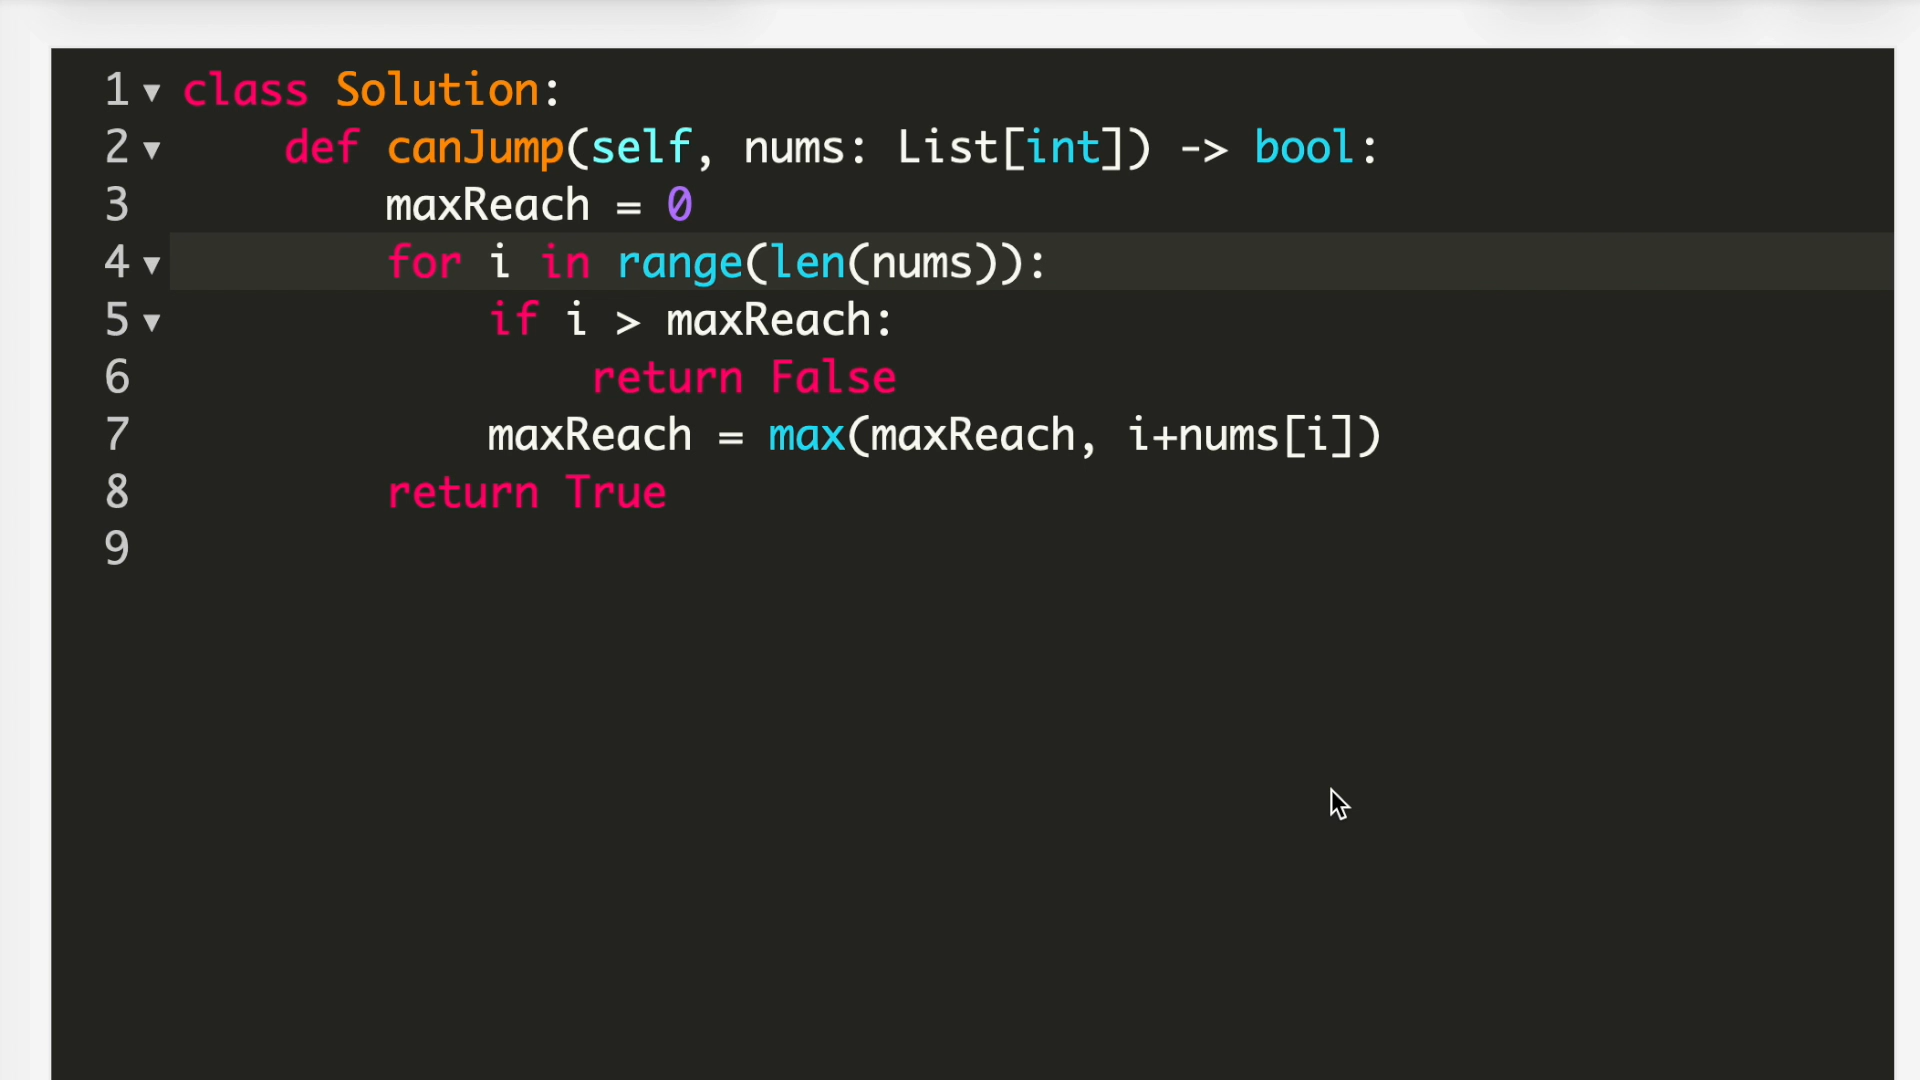 1 class Solution:
2     def canJump(self, nums: List[int]) -> bool:
3         maxReach = 0
4         for i in range(len(nums)):
5             if i > maxReach:
6                 return False
7             maxReach = max(maxReach, i+nums[i])
8         return True
9